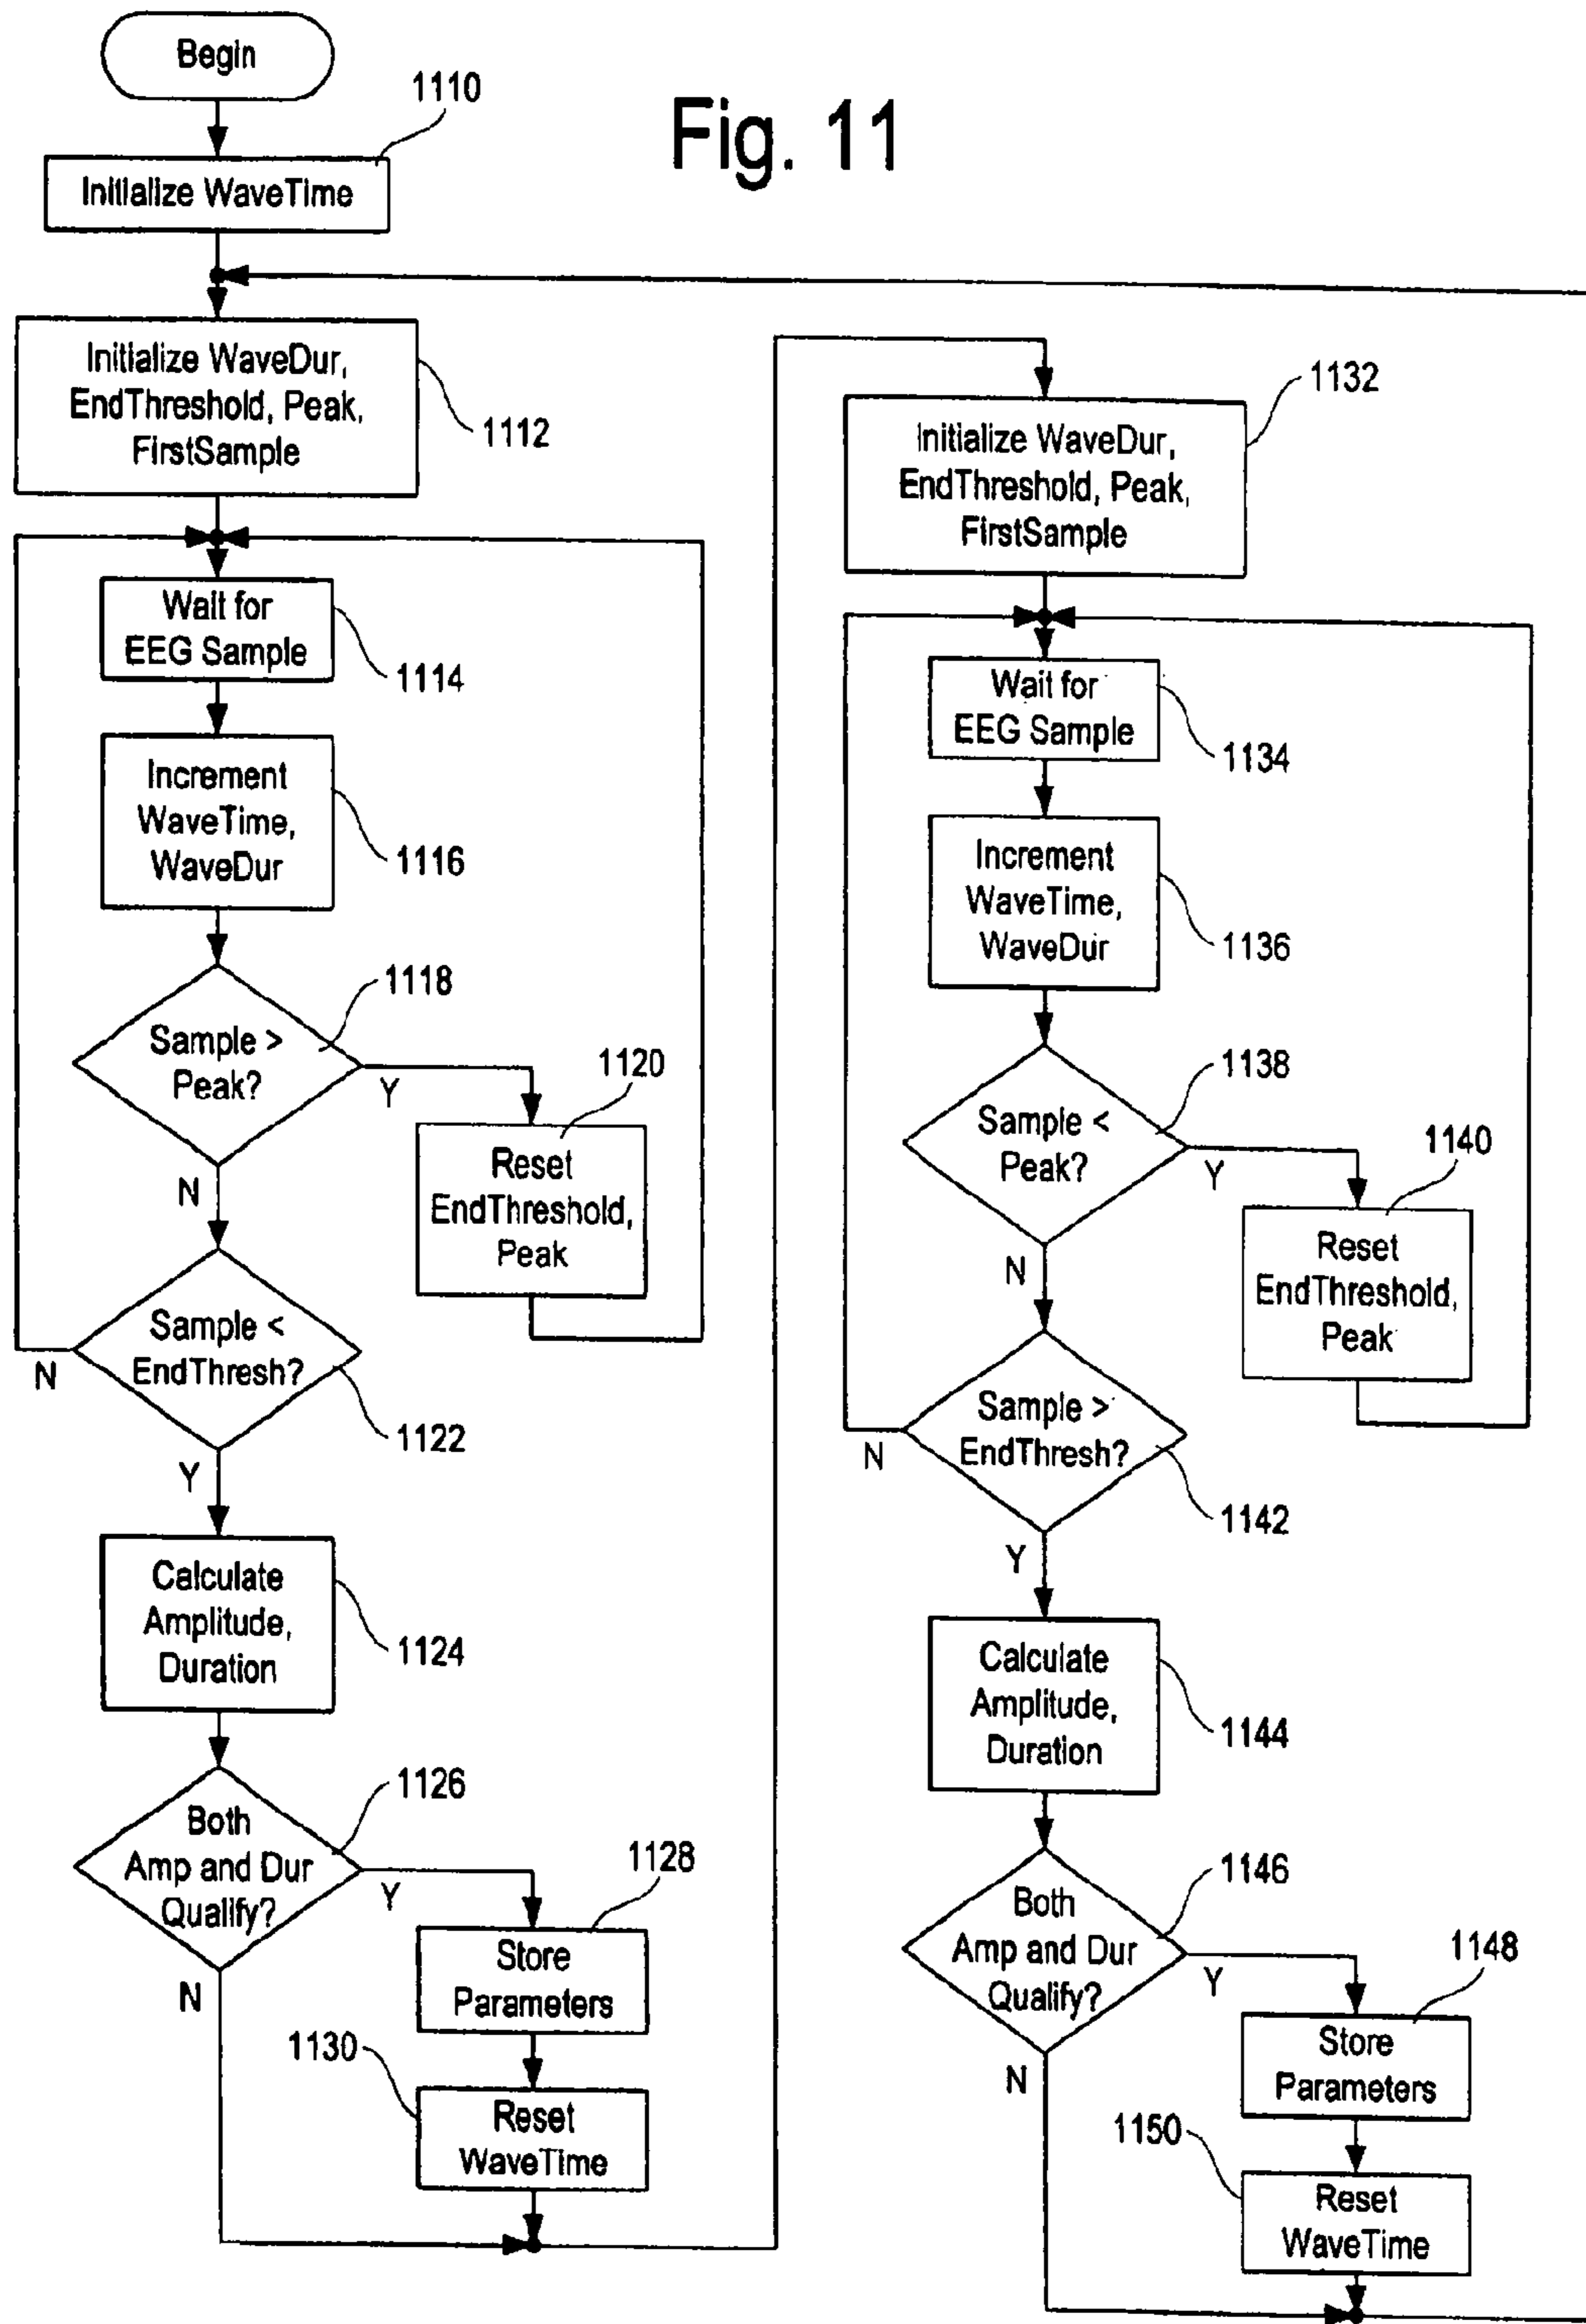 Begin
1110
Fig. 11
Initialize WaveTime
Initialize WaveDur,
EndThreshold, Peak,
FirstSample
1112
Wait for
EEG Sample
1114
Increment
WaveTime,
WaveDur
1116
1118
Sample >
Peak?
Y
N
1120
Reset
EndThreshold,
Peak
Sample <
EndThresh?
N
Y
1122
Calculate
Amplitude,
Duration
1124
1126
Both
Amp and Dur
Qualify?
Y
N
1128
Store
Parameters
1130
Reset
WaveTime
1132
Initialize WaveDur,
EndThreshold, Peak,
FirstSample
Wait for
EEG Sample
1134
Increment
WaveTime,
WaveDur
1136
1138
Sample <
Peak?
Y
N
1140
Reset
EndThreshold,
Peak
Sample >
EndThresh?
N
Y
1142
Calculate
Amplitude,
Duration
1144
1146
Both
Amp and Dur
Qualify?
Y
N
1148
Store
Parameters
1150
Reset
WaveTime